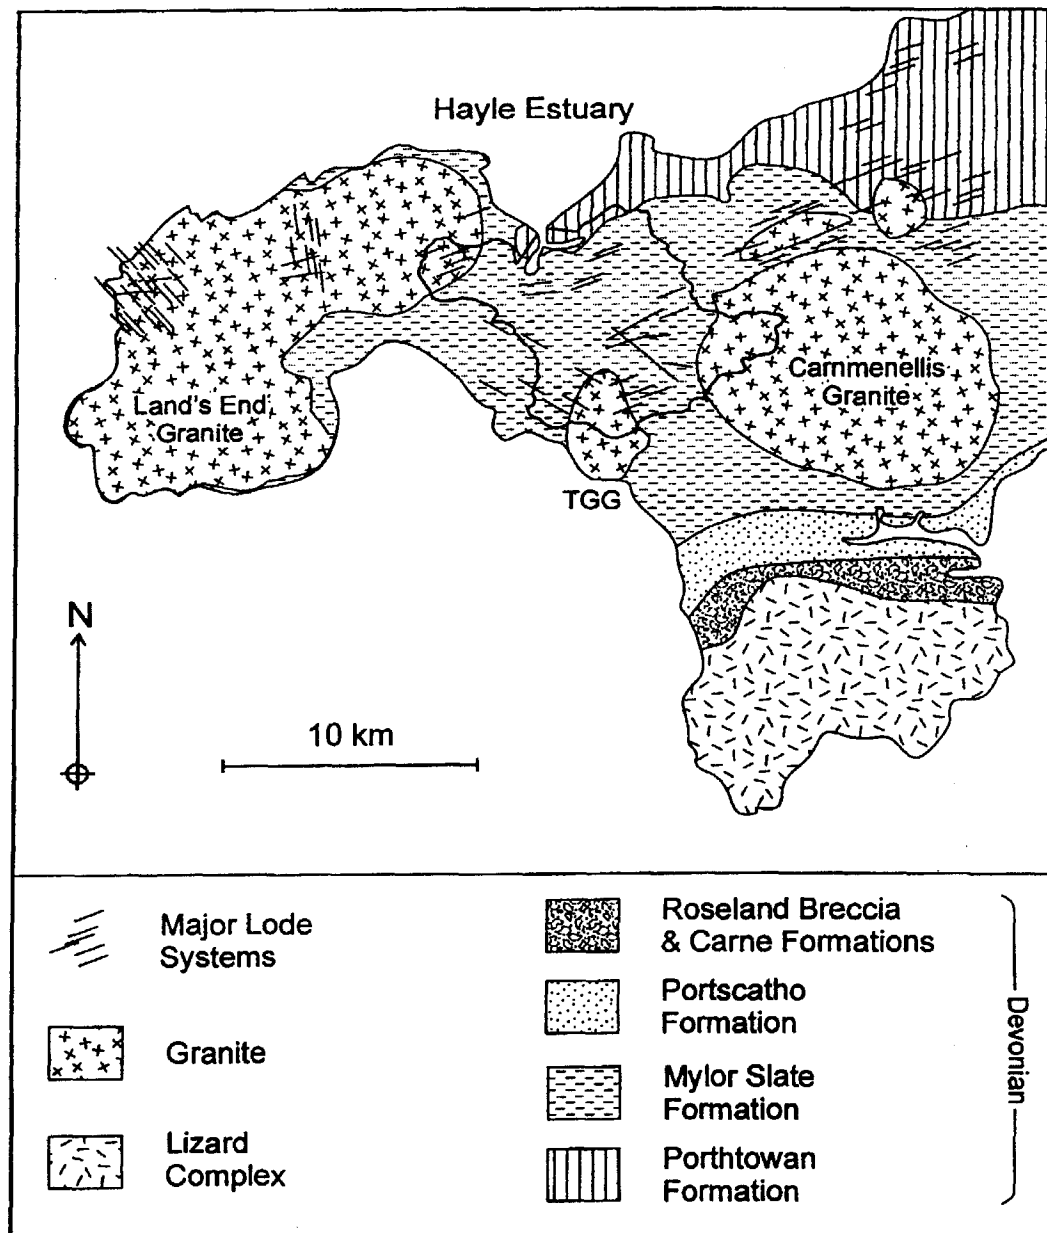 Hayle Estuary
Land's End
Granite
Carnmenellis
Granite
TGG
N
10 km
Major Lode
Systems
Granite
Lizard
Complex
Roseland Breccia
& Carne Formations
Portscatho
Formation
Mylor Slate
Formation
Porthtowan
Formation
Devonian